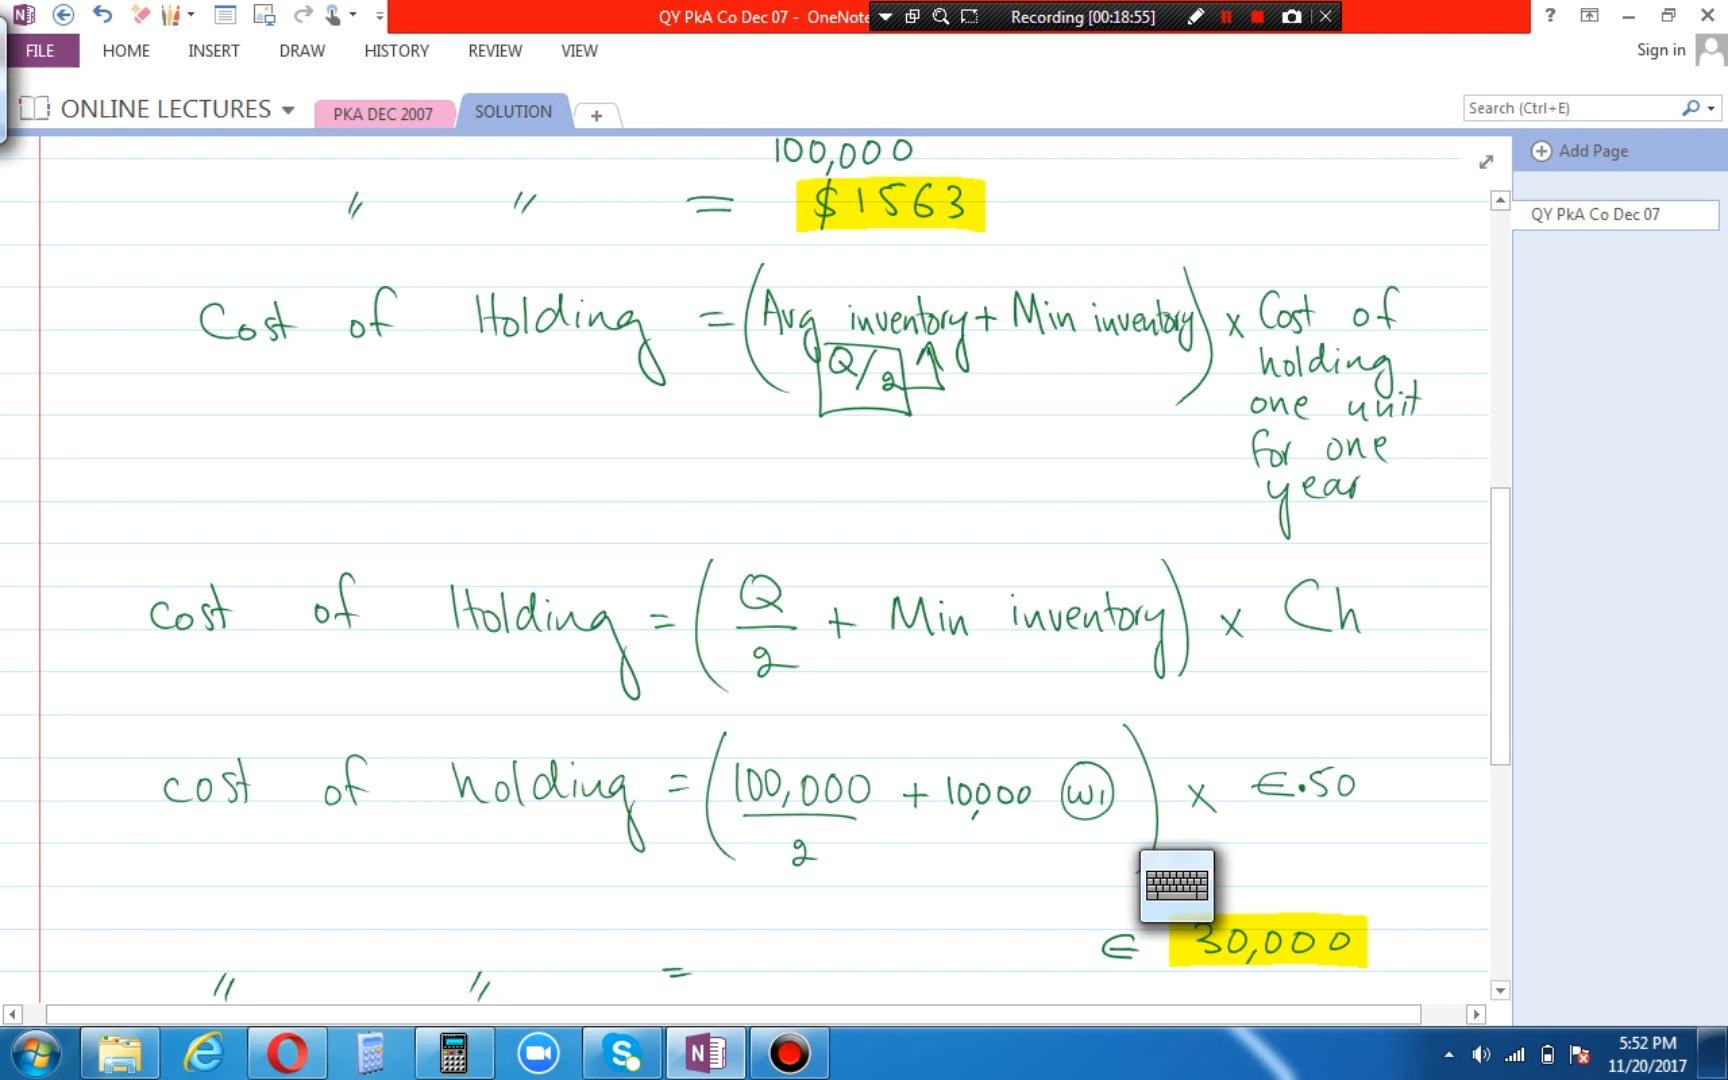 QY PkA Co Dec 07 - OneNote
Recording [00:18:55]
FILE HOME INSERT DRAW HISTORY REVIEW VIEW
Sign in
ONLINE LECTURES PKA DEC 2007 SOLUTION
Search (Ctrl+E)
Add Page
QY PkA Co Dec 07
100,000
" " = $1563
Cost of Holding = (Avg inventory + Min inventory) x Cost of
Q/2
holding
one unit
for one
year
cost of Holding = (Q/2 + Min inventory) x Ch
cost of holding = (100,000/2 + 10,000 (W1)) x €.50
€ 30,000
" " =
5:52 PM
11/20/2017